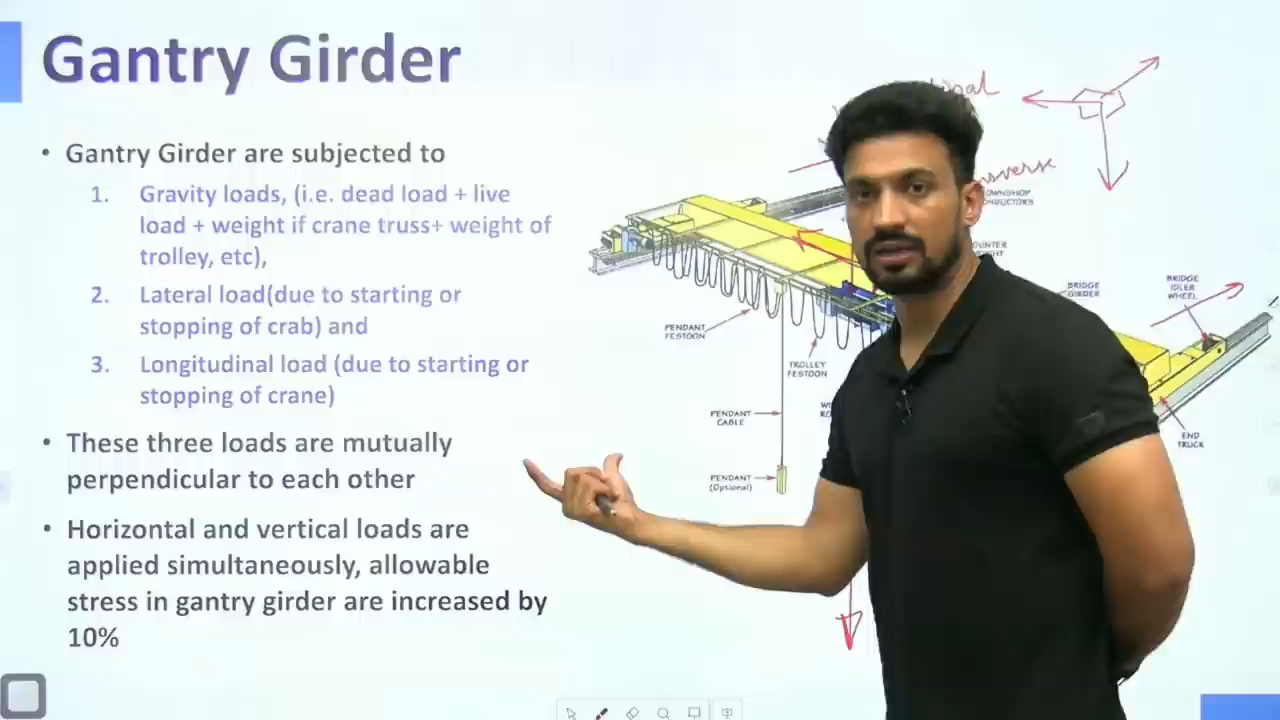 Gantry Girder
• Gantry Girder are subjected to
1. Gravity loads, (i.e. dead load + live
load + weight if crane truss+ weight of
trolley, etc),
2. Lateral load(due to starting or
stopping of crab) and
3. Longitudinal load (due to starting or
stopping of crane)
• These three loads are mutually
perpendicular to each other
• Horizontal and vertical loads are
applied simultaneously, allowable
stress in gantry girder are increased by
10%
BRIDGE
GIRDER
BRIDGE
IDLER
WHEEL
PENDANT
FESTOON
TROLLEY
FESTOON
PENDANT
CABLE
END
TRUCK
PENDANT
(Optional)